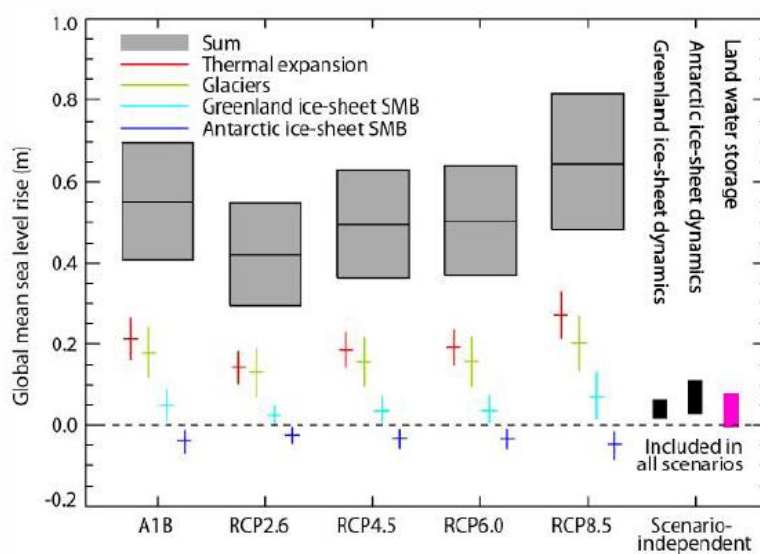 Global mean sea level rise (m)
1.0
0.8
0.6
0.4
0.2
0.0
-0.2
Sum
Thermal expansion
Glaciers
Greenland ice-sheet SMB
Antarctic ice-sheet SMB
Greenland ice-sheet dynamics
Antarctic ice-sheet dynamics
Land water storage
Included in
all scenarios
A1B
RCP2.6
RCP4.5
RCP6.0
RCP8.5
Scenario-
independent